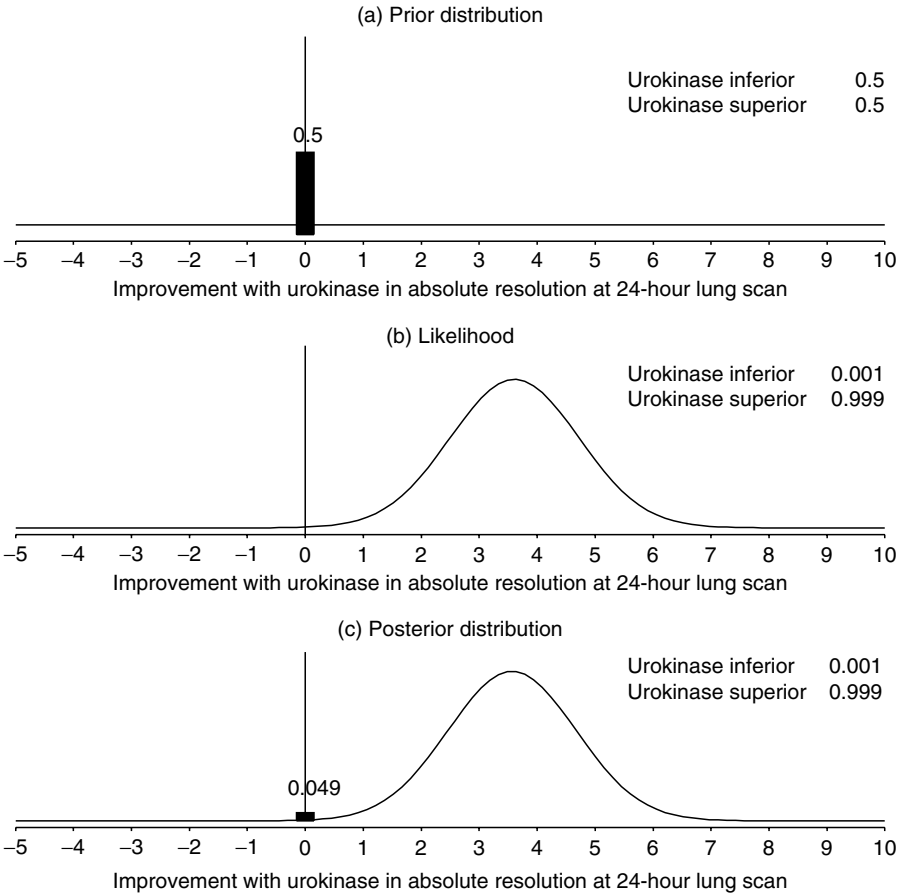 (a) Prior distribution
Urokinase inferior 0.5
Urokinase superior 0.5
0.5
−5 −4 −3 −2 −1 0 1 2 3 4 5 6 7 8 9 10
Improvement with urokinase in absolute resolution at 24-hour lung scan
(b) Likelihood
Urokinase inferior 0.001
Urokinase superior 0.999
−5 −4 −3 −2 −1 0 1 2 3 4 5 6 7 8 9 10
Improvement with urokinase in absolute resolution at 24-hour lung scan
(c) Posterior distribution
Urokinase inferior 0.001
Urokinase superior 0.999
0.049
−5 −4 −3 −2 −1 0 1 2 3 4 5 6 7 8 9 10
Improvement with urokinase in absolute resolution at 24-hour lung scan